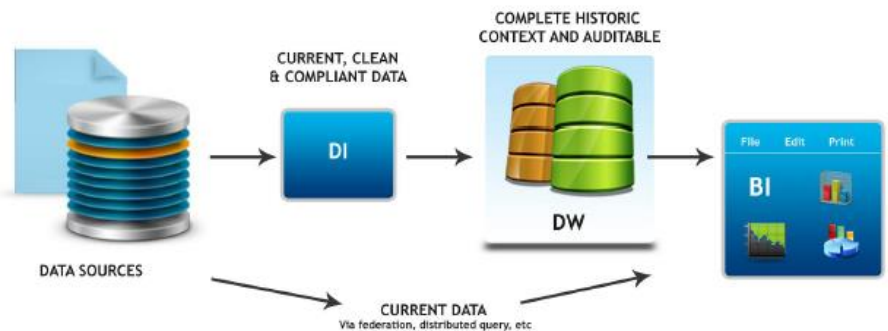 COMPLETE HISTORIC
CONTEXT AND AUDITABLE
CURRENT, CLEAN
& COMPLIANT DATA
DI
DW
File Edit Print
BI
DATA SOURCES
CURRENT DATA
Via federation, distributed query, etc